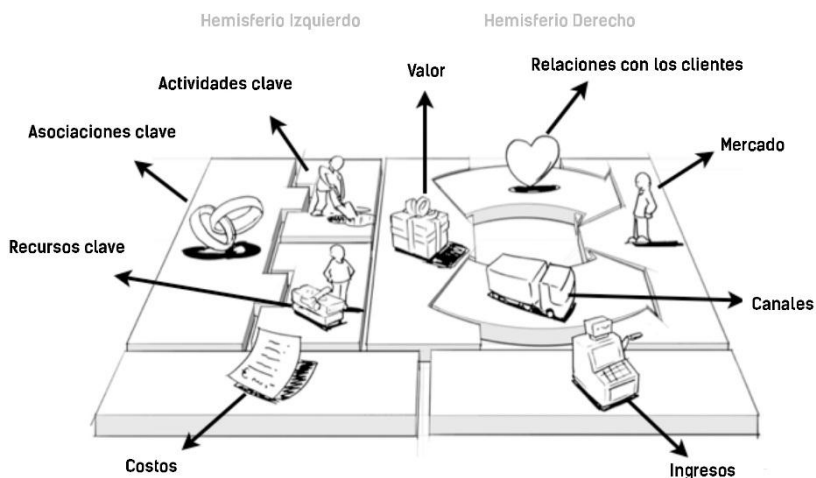 Hemisferio Izquierdo
Hemisferio Derecho
Relaciones con los clientes
Valor
Actividades clave
Asociaciones clave
Mercado
Recursos clave
Canales
Costos
Ingresos